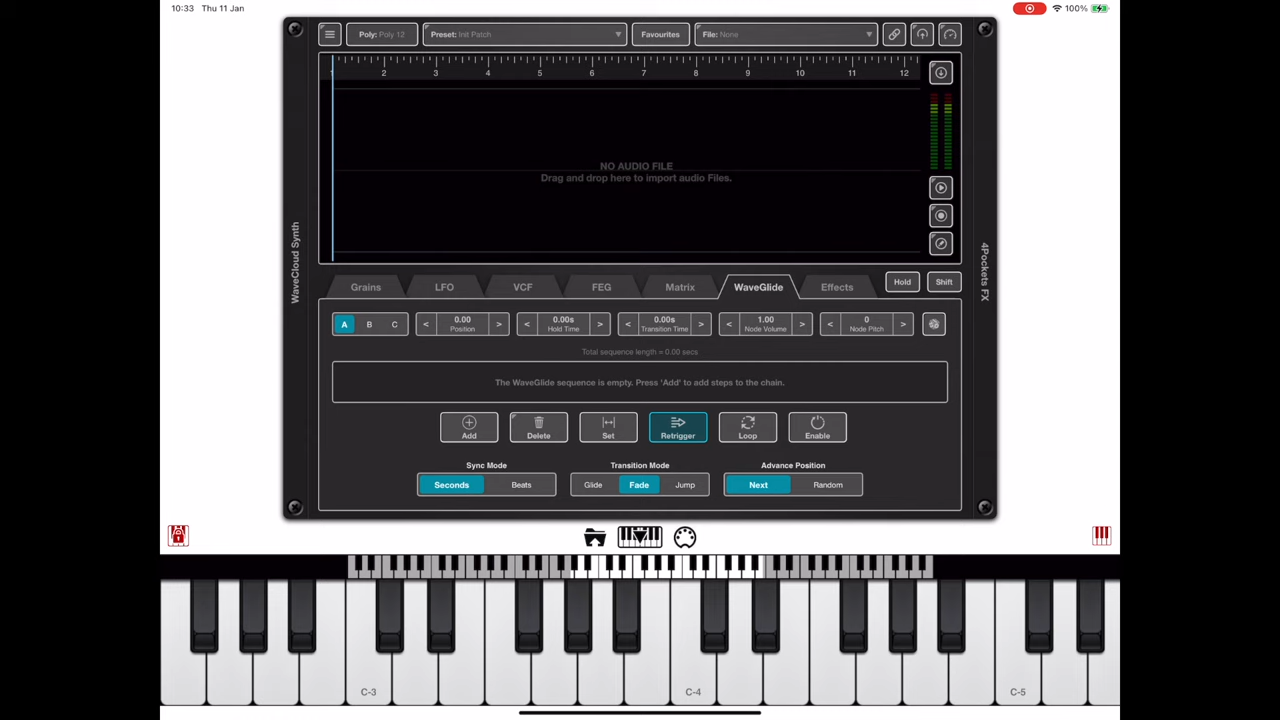 10:33 Thu 11 Jan 100%
Poly: Poly 12 Preset: Init Patch Favourites File: None
1 2 3 4 5 6 7 8 9 10 11 12
NO AUDIO FILE
Drag and drop here to import audio Files.
WaveCloud Synth
4Pockets FX
Grains LFO VCF FEG Matrix WaveGlide Effects Hold Shift
A B C < 0.00 > < 0.00s > < 0.00s > < 1.00 > < 0 >
Position Hold Time Transition Time Node Volume Node Pitch
Total sequence length = 0.00 secs
The WaveGlide sequence is empty. Press 'Add' to add steps to the chain.
Add Delete Set Retrigger Loop Enable
Sync Mode Transition Mode Advance Position
Seconds Beats Glide Fade Jump Next Random
C-3 C-4 C-5